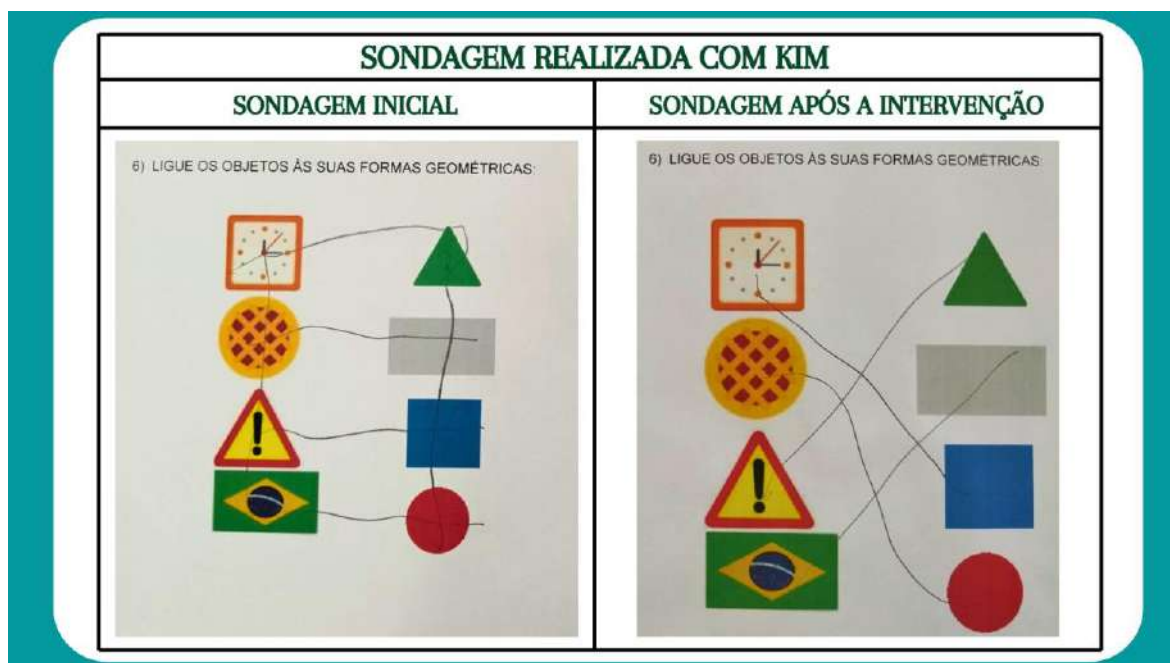 SONDAGEM REALIZADA COM KIM
SONDAGEM INICIAL
SONDAGEM APÓS A INTERVENÇÃO
6) LIGUE OS OBJETOS ÀS SUAS FORMAS GEOMÉTRICAS:
6) LIGUE OS OBJETOS ÀS SUAS FORMAS GEOMÉTRICAS: